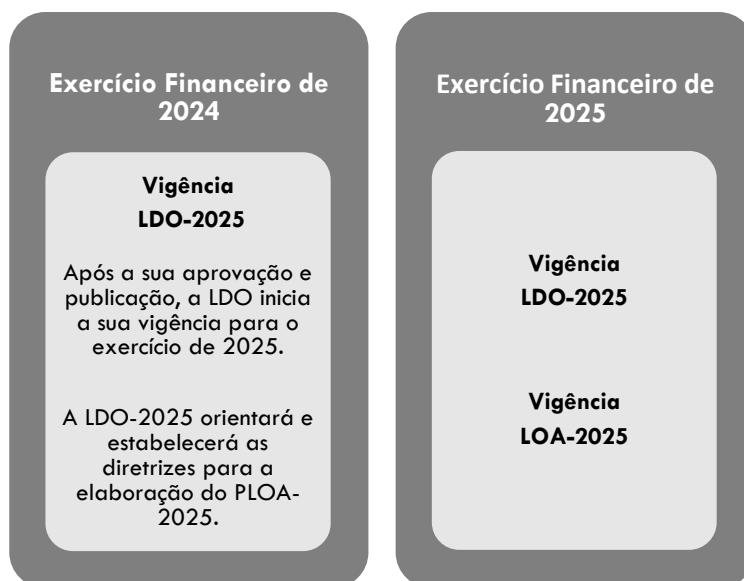 Exercício Financeiro de
2024
Vigência
LDO-2025
Após a sua aprovação e
publicação, a LDO inicia
a sua vigência para o
exercício de 2025.
A LDO-2025 orientará e
estabelecerá as
diretrizes para a
elaboração do PLOA-
2025.
Exercício Financeiro de
2025
Vigência
LDO-2025
Vigência
LOA-2025